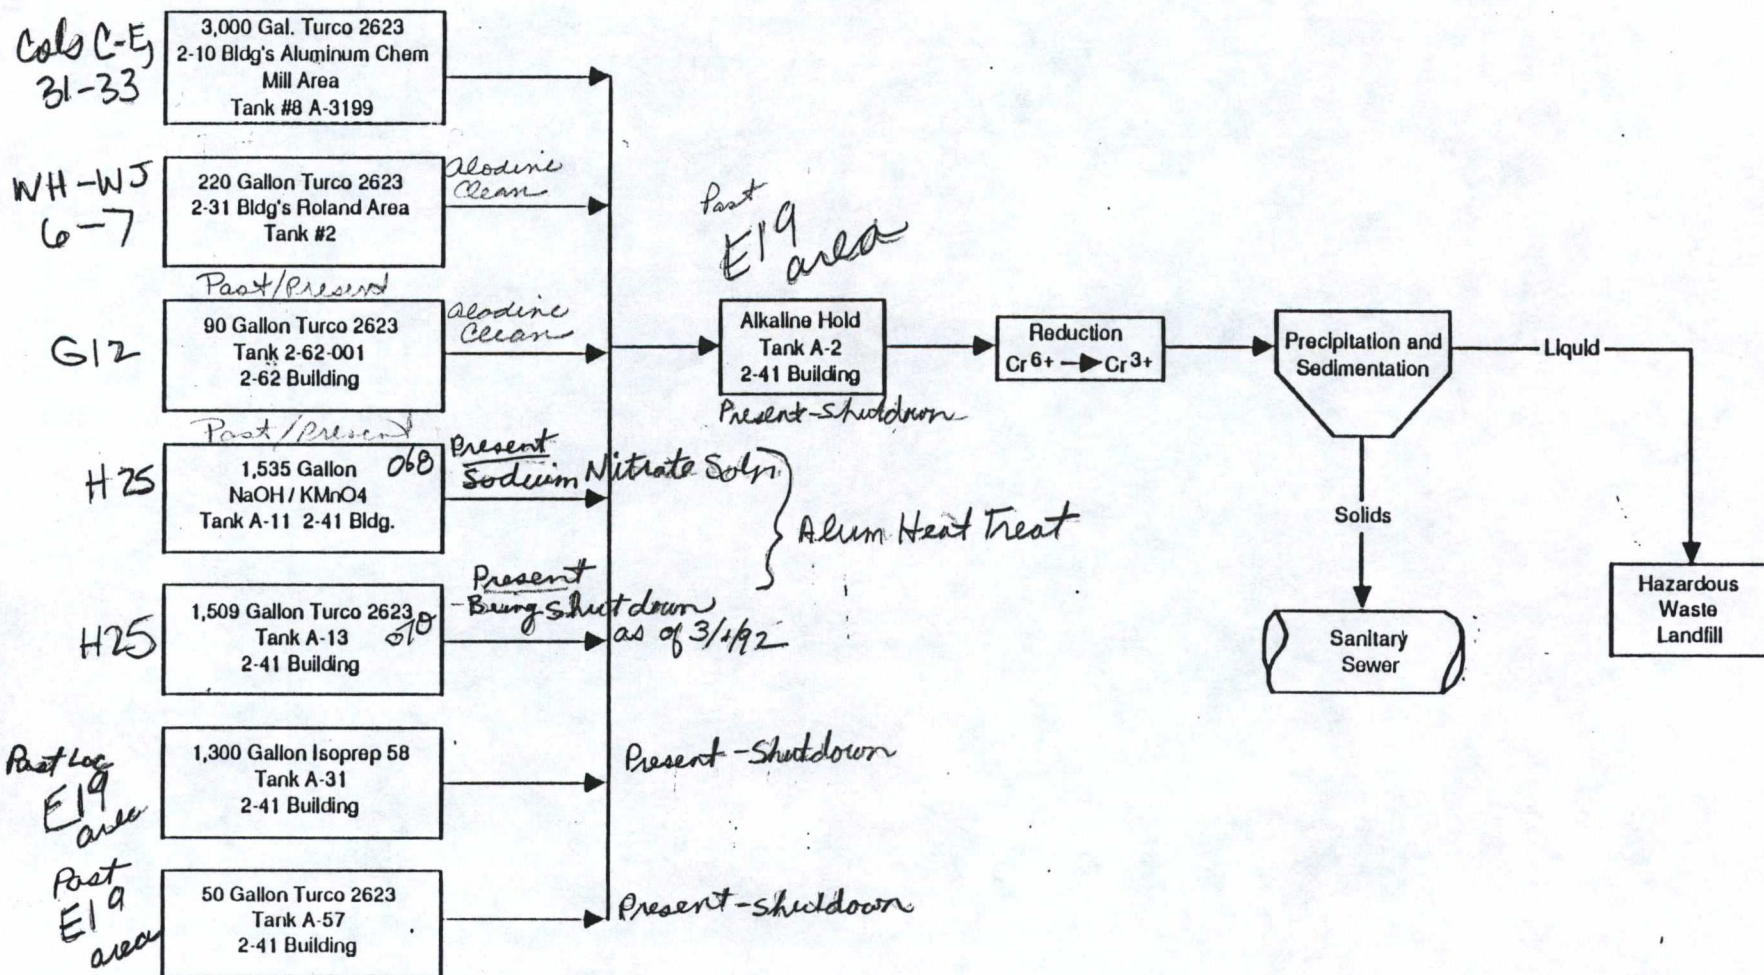 Cols C-E,
31-33
3,000 Gal. Turco 2623
2-10 Bldg's Aluminum Chem
Mill Area
Tank #8 A-3199
WH-WJ
6-7
220 Gallon Turco 2623
2-31 Bldg's Roland Area
Tank #2
Alodine
Clean
Past/Present
G12
90 Gallon Turco 2623
Tank 2-62-001
2-62 Building
Alodine
Clean
Past/Present
H25
1,535 Gallon
NaOH / KMnO4
Tank A-11 2-41 Bldg.
068
Present
Sodium Nitrate Soln.
Alum Heat Treat
H25
1,509 Gallon Turco 2623
Tank A-13
2-41 Building
070
Present
Being Shutdown
as of 3/1/92
Past Loc
E19
area
1,300 Gallon Isoprep 58
Tank A-31
2-41 Building
Present-Shutdown
Past
E19
area
50 Gallon Turco 2623
Tank A-57
2-41 Building
Present-Shutdown
Past
E19
area
Alkaline Hold
Tank A-2
2-41 Building
Present-Shutdown
Reduction
Cr 6+ → Cr 3+
Precipitation and
Sedimentation
Liquid
Solids
Sanitary
Sewer
Hazardous
Waste
Landfill